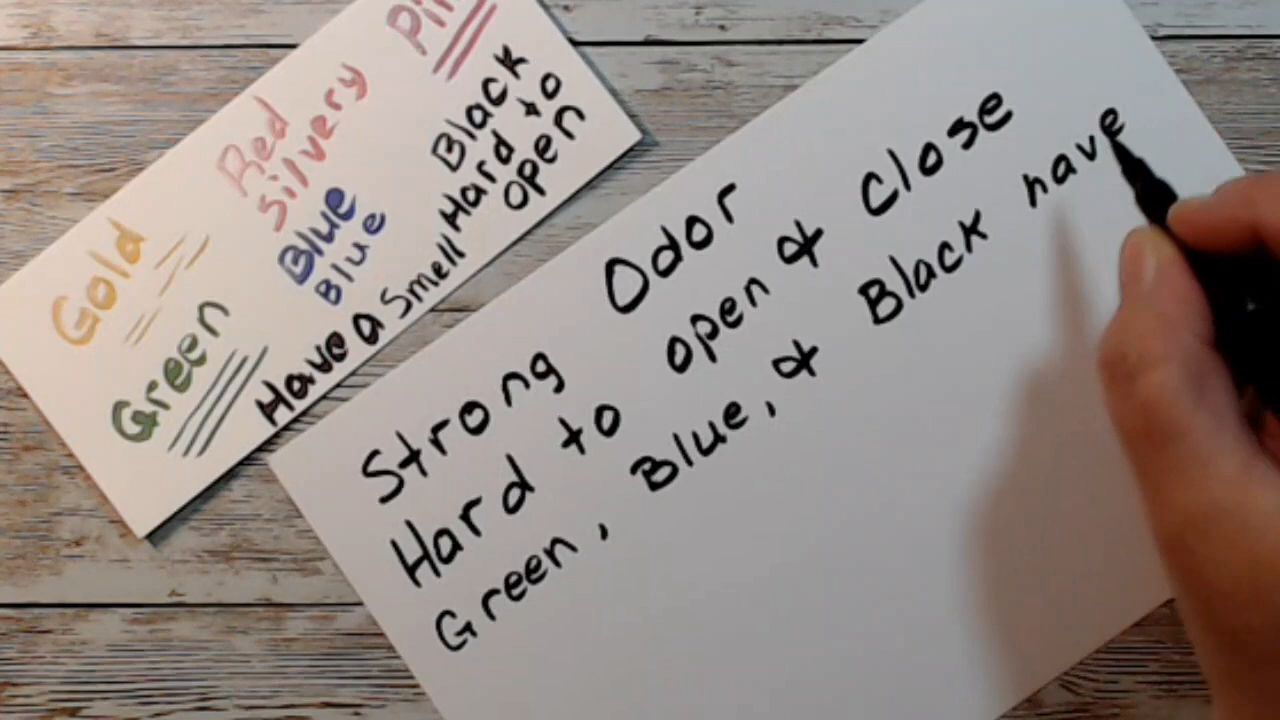 Gold
Green
Red
silvery
Blue
Blue
Have a Smell
Black
Hard to
open
Strong Odor
Hard to open & Close
Green, Blue, & Black have